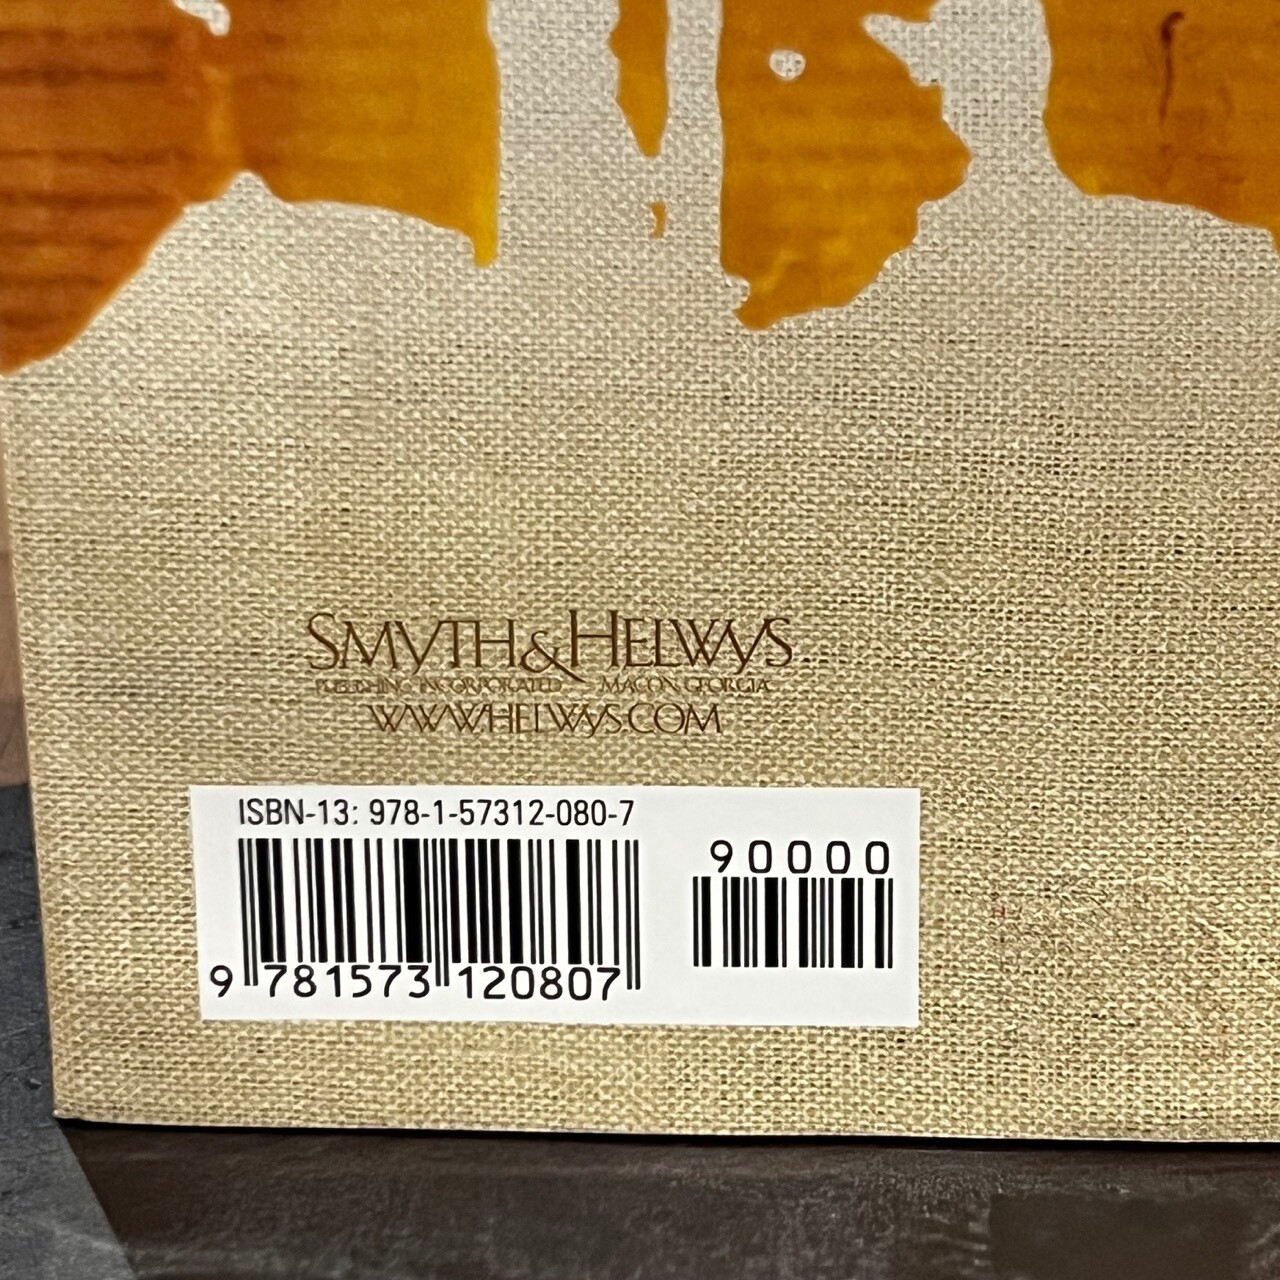 SMYTH & HELWYS
PUBLISHING, INCORPORATED MACON, GEORGIA
WWW.HELWYS.COM
ISBN-13: 978-1-57312-080-7
90000
9 781573 120807